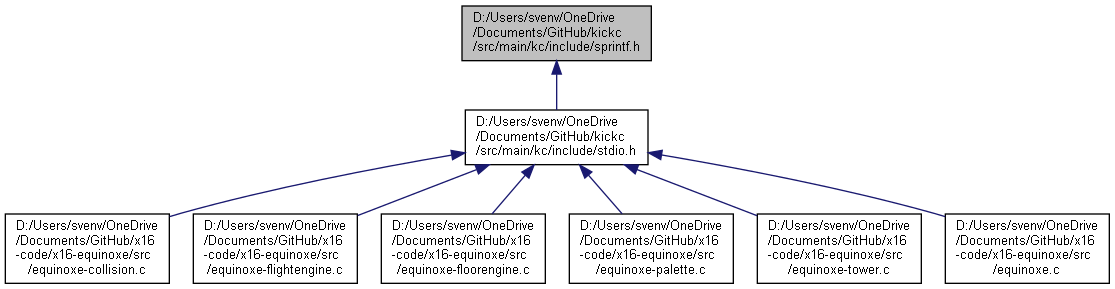 D:/Users/svenv/OneDrive
/Documents/GitHub/kickc
/src/main/kc/include/sprintf.h
D:/Users/svenv/OneDrive
/Documents/GitHub/kickc
/src/main/kc/include/stdio.h
D:/Users/svenv/OneDrive
/Documents/GitHub/x16
-code/x16-equinoxe/src
/equinoxe-collision.c
D:/Users/svenv/OneDrive
/Documents/GitHub/x16
-code/x16-equinoxe/src
/equinoxe-flightengine.c
D:/Users/svenv/OneDrive
/Documents/GitHub/x16
-code/x16-equinoxe/src
/equinoxe-floorengine.c
D:/Users/svenv/OneDrive
/Documents/GitHub/x16
-code/x16-equinoxe/src
/equinoxe-palette.c
D:/Users/svenv/OneDrive
/Documents/GitHub/x16
-code/x16-equinoxe/src
/equinoxe-tower.c
D:/Users/svenv/OneDrive
/Documents/GitHub/x16
-code/x16-equinoxe/src
/equinoxe.c